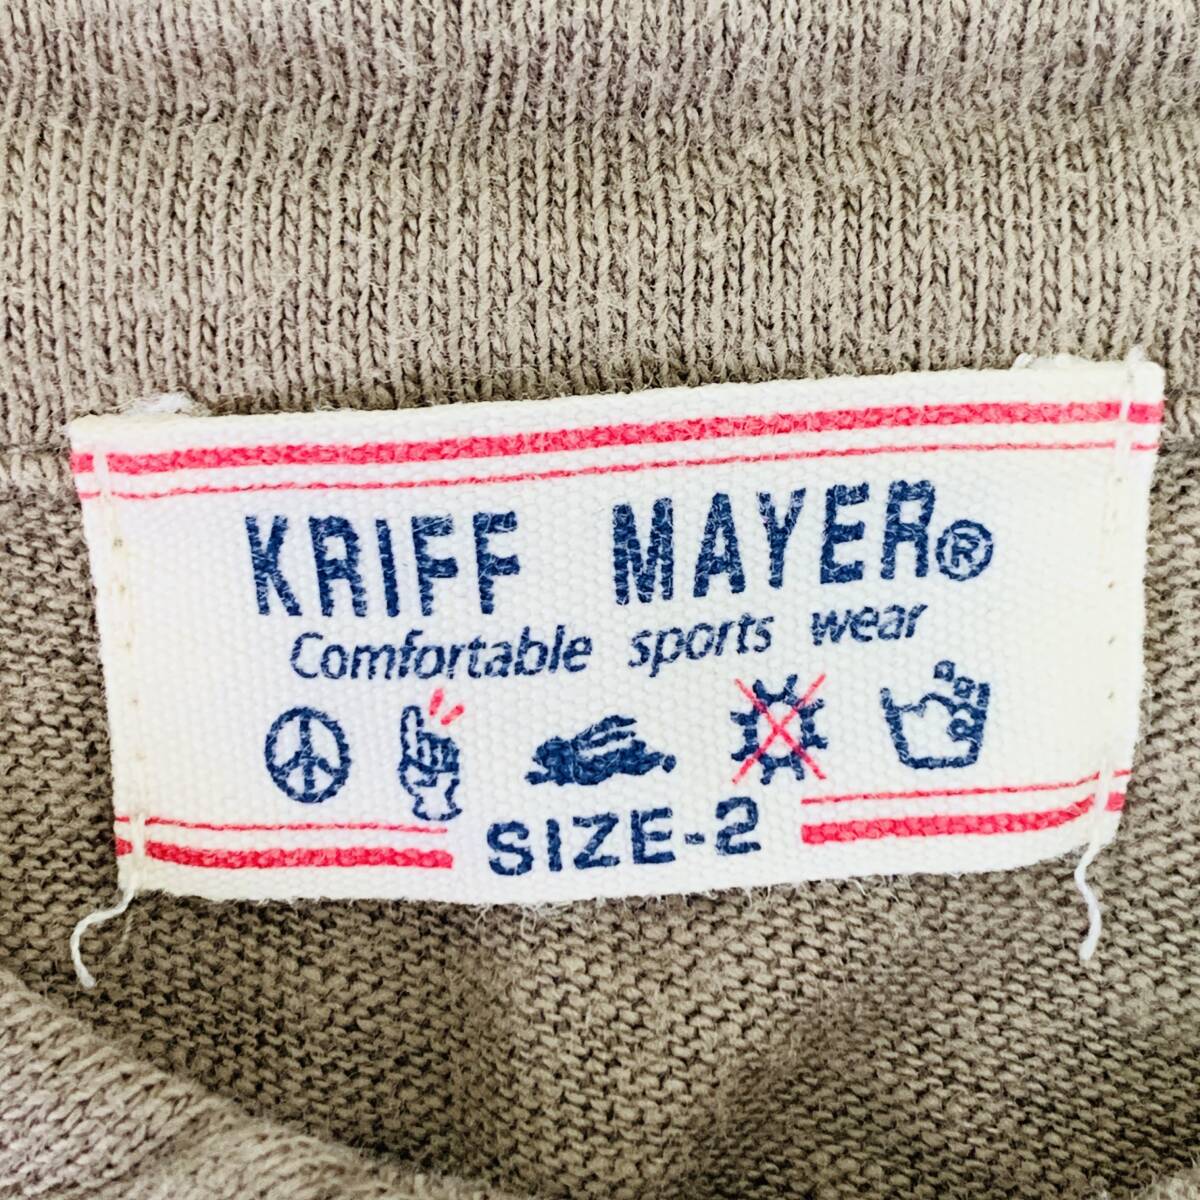 KRIFF MAYER®
Comfortable sports wear
SIZE-2